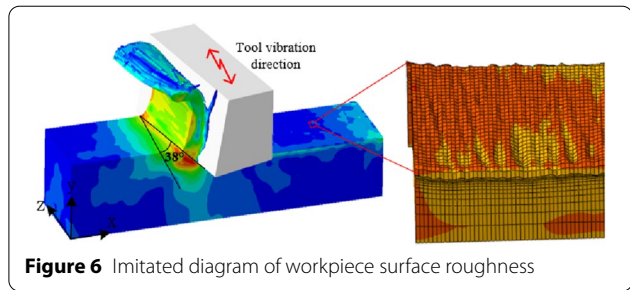 Tool vibration
direction
38°
Y
Z
X
Figure 6 Imitated diagram of workpiece surface roughness